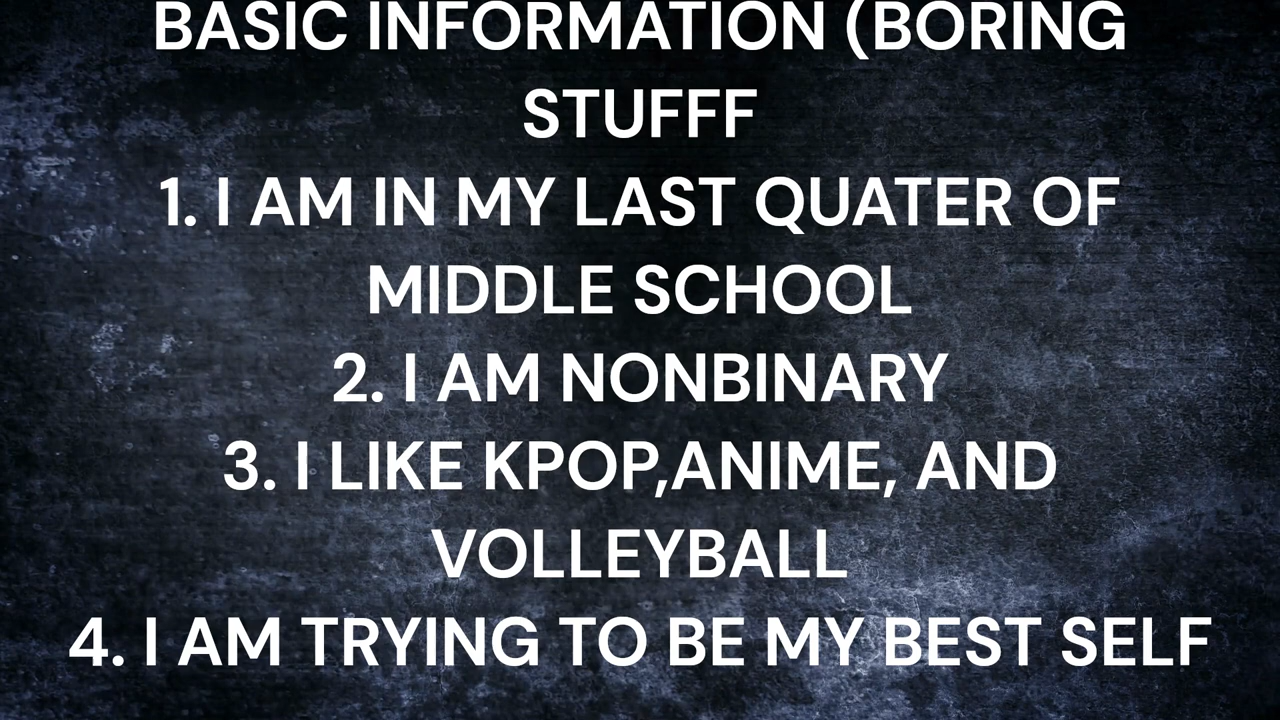 BASIC INFORMATION (BORING
STUFFF
1. I AM IN MY LAST QUATER OF
MIDDLE SCHOOL
2. I AM NONBINARY
3. I LIKE KPOP,ANIME, AND
VOLLEYBALL
4. I AM TRYING TO BE MY BEST SELF